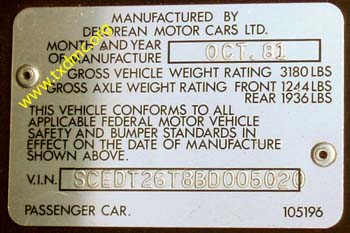 MANUFACTURED BY
DELOREAN MOTOR CARS LTD.
MONTH AND YEAR
OF MANUFACTURE OCT. 81
GROSS VEHICLE WEIGHT RATING 3180 LBS
GROSS AXLE WEIGHT RATING FRONT 1244 LBS
REAR 1936 LBS
THIS VEHICLE CONFORMS TO ALL
APPLICABLE FEDERAL MOTOR VEHICLE
SAFETY AND BUMPER STANDARDS IN
EFFECT ON THE DATE OF MANUFACTURE
SHOWN ABOVE.
V.I.N. SCEDT26T8BD005020
PASSENGER CAR. 105196
www.txdmc.org